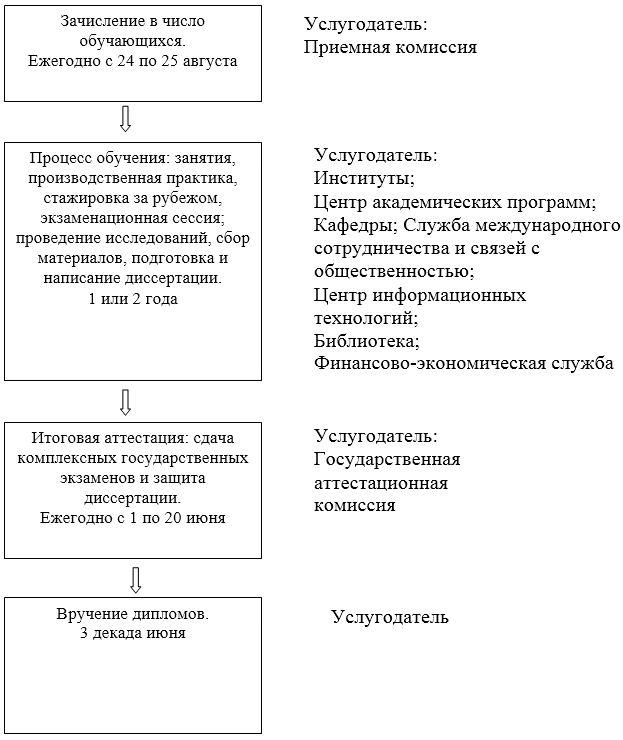 Зачисление в число
обучающихся.
Ежегодно с 24 по 25 августа
Услугодатель:
Приемная комиссия
Процесс обучения: занятия,
производственная практика,
стажировка за рубежом,
экзаменационная сессия;
проведение исследований, сбор
материалов, подготовка и
написание диссертации.
1 или 2 года
Услугодатель:
Институты;
Центр академических программ;
Кафедры; Служба международного
сотрудничества и связей с
общественностью;
Центр информационных
технологий;
Библиотека;
Финансово-экономическая служба
Итоговая аттестация: сдача
комплексных государственных
экзаменов и защита
диссертации.
Ежегодно с 1 по 20 июня
Услугодатель:
Государственная
аттестационная
комиссия
Вручение дипломов.
3 декада июня
Услугодатель